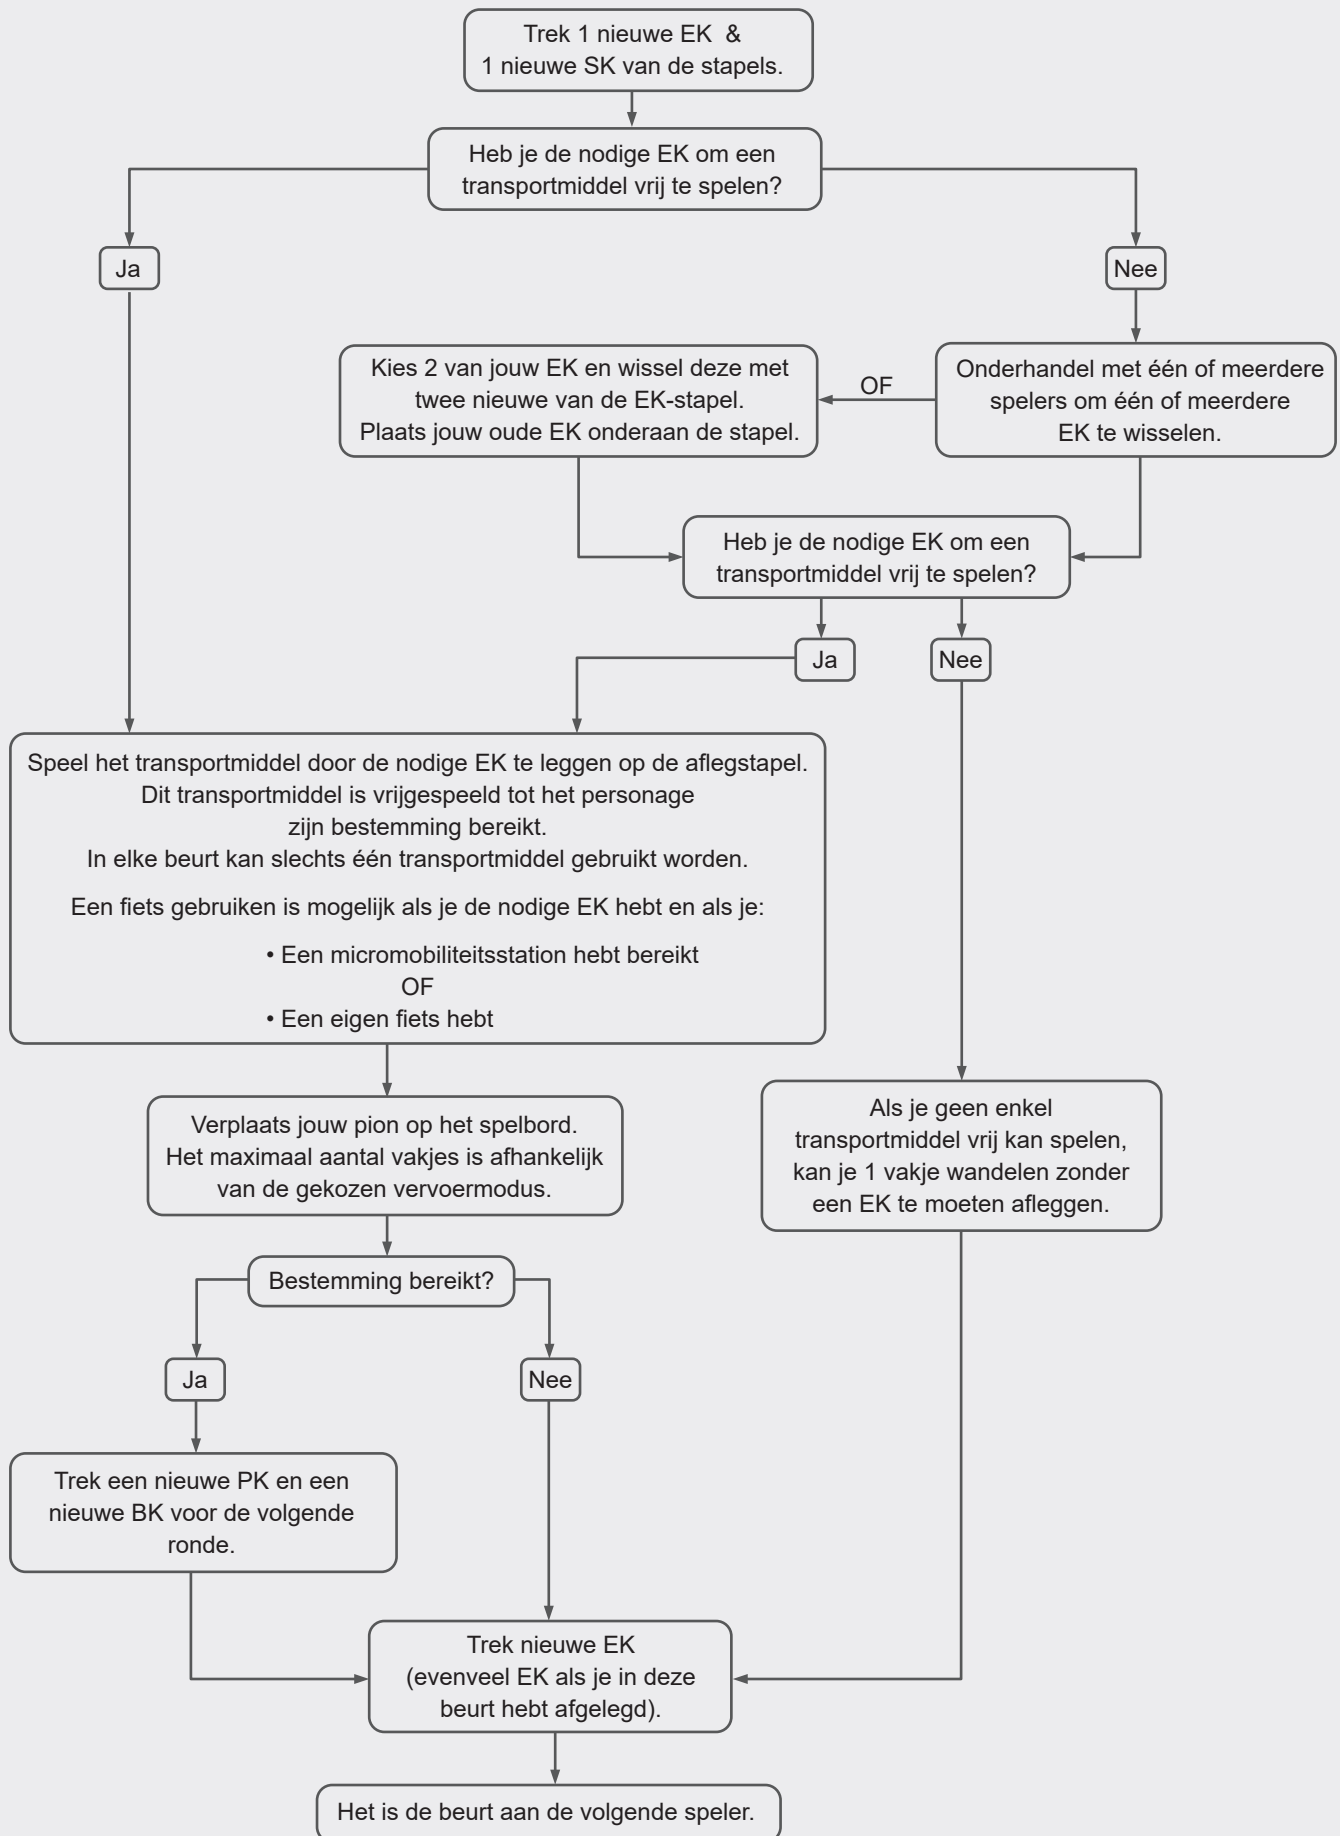 Trek 1 nieuwe EK &
1 nieuwe SK van de stapels.
Heb je de nodige EK om een
transportmiddel vrij te spelen?
Ja
Nee
Kies 2 van jouw EK en wissel deze met
twee nieuwe van de EK-stapel.
Plaats jouw oude EK onderaan de stapel.
OF
Onderhandel met één of meerdere
spelers om één of meerdere
EK te wisselen.
Heb je de nodige EK om een
transportmiddel vrij te spelen?
Ja
Nee
Speel het transportmiddel door de nodige EK te leggen op de aflegstapel.
Dit transportmiddel is vrijgespeeld tot het personage
zijn bestemming bereikt.
In elke beurt kan slechts één transportmiddel gebruikt worden.
Een fiets gebruiken is mogelijk als je de nodige EK hebt en als je:
• Een micromobiliteitsstation hebt bereikt
OF
• Een eigen fiets hebt
Verplaats jouw pion op het spelbord.
Het maximaal aantal vakjes is afhankelijk
van de gekozen vervoermodus.
Als je geen enkel
transportmiddel vrij kan spelen,
kan je 1 vakje wandelen zonder
een EK te moeten afleggen.
Bestemming bereikt?
Ja
Nee
Trek een nieuwe PK en een
nieuwe BK voor de volgende
ronde.
Trek nieuwe EK
(evenveel EK als je in deze
beurt hebt afgelegd).
Het is de beurt aan de volgende speler.